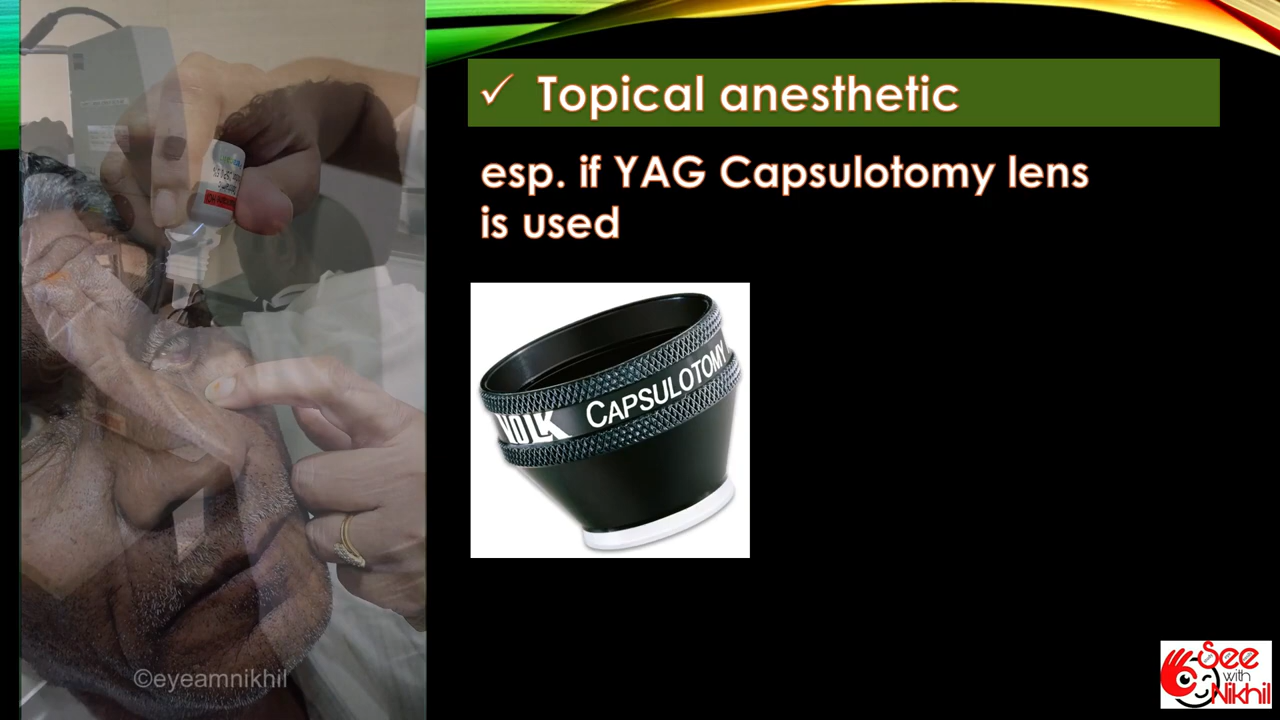 ✓ Topical anesthetic
esp. if YAG Capsulotomy lens
is used
VOLK CAPSULOTOMY
©eyeamnikhil
See
with
Nikhil